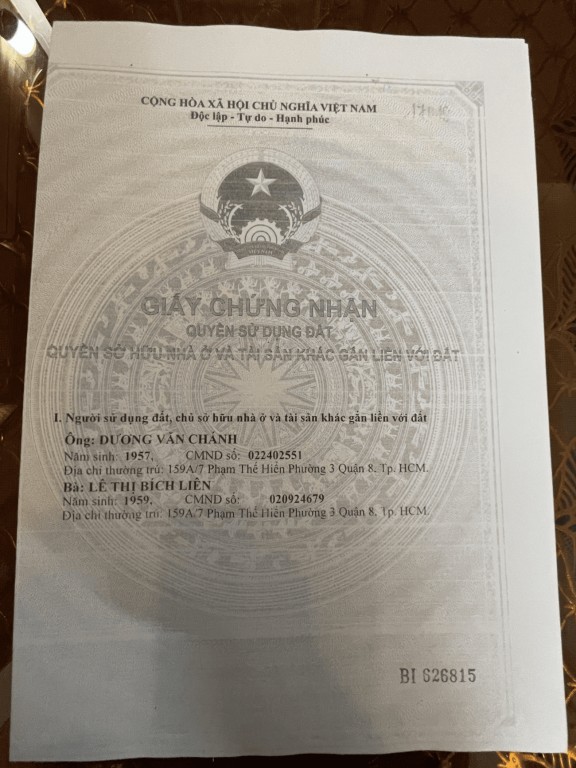 CỘNG HÒA XÃ HỘI CHỦ NGHĨA VIỆT NAM
Độc lập - Tự do - Hạnh phúc
GIẤY CHỨNG NHẬN
QUYỀN SỬ DỤNG ĐẤT
QUYỀN SỞ HỮU NHÀ Ở VÀ TÀI SẢN KHÁC GẮN LIỀN VỚI ĐẤT
I. Người sử dụng đất, chủ sở hữu nhà ở và tài sản khác gắn liền với đất
Ông: DƯƠNG VĂN CHÁNH
Năm sinh: 1957, CMND số: 022402551
Địa chỉ thường trú: 159A/7 Phạm Thế Hiển Phường 3 Quận 8, Tp. HCM.
Bà: LÊ THỊ BÍCH LIÊN
Năm sinh: 1959, CMND số: 020924679
Địa chỉ thường trú: 159A/7 Phạm Thế Hiển Phường 3 Quận 8, Tp. HCM.
BI 626815